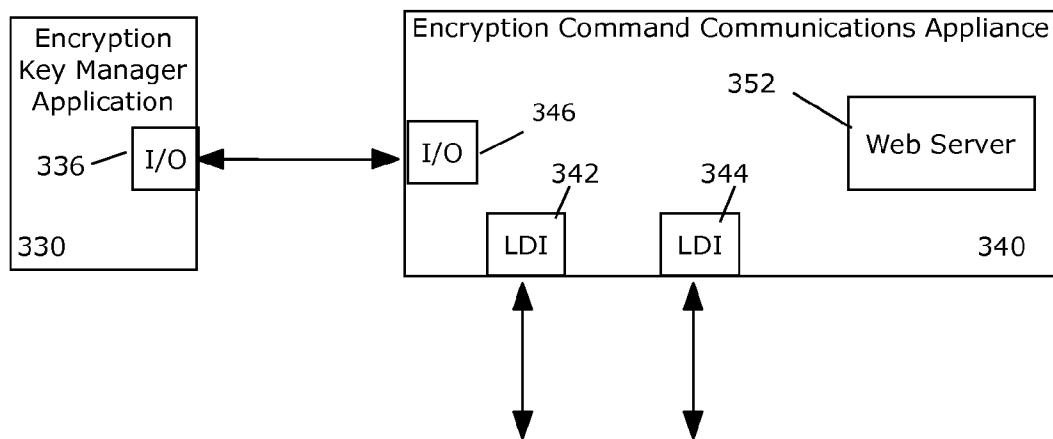 Encryption
Key Manager
Application
336
I/O
330
Encryption Command Communications Appliance
352
Web Server
346
I/O
342
LDI
344
LDI
340